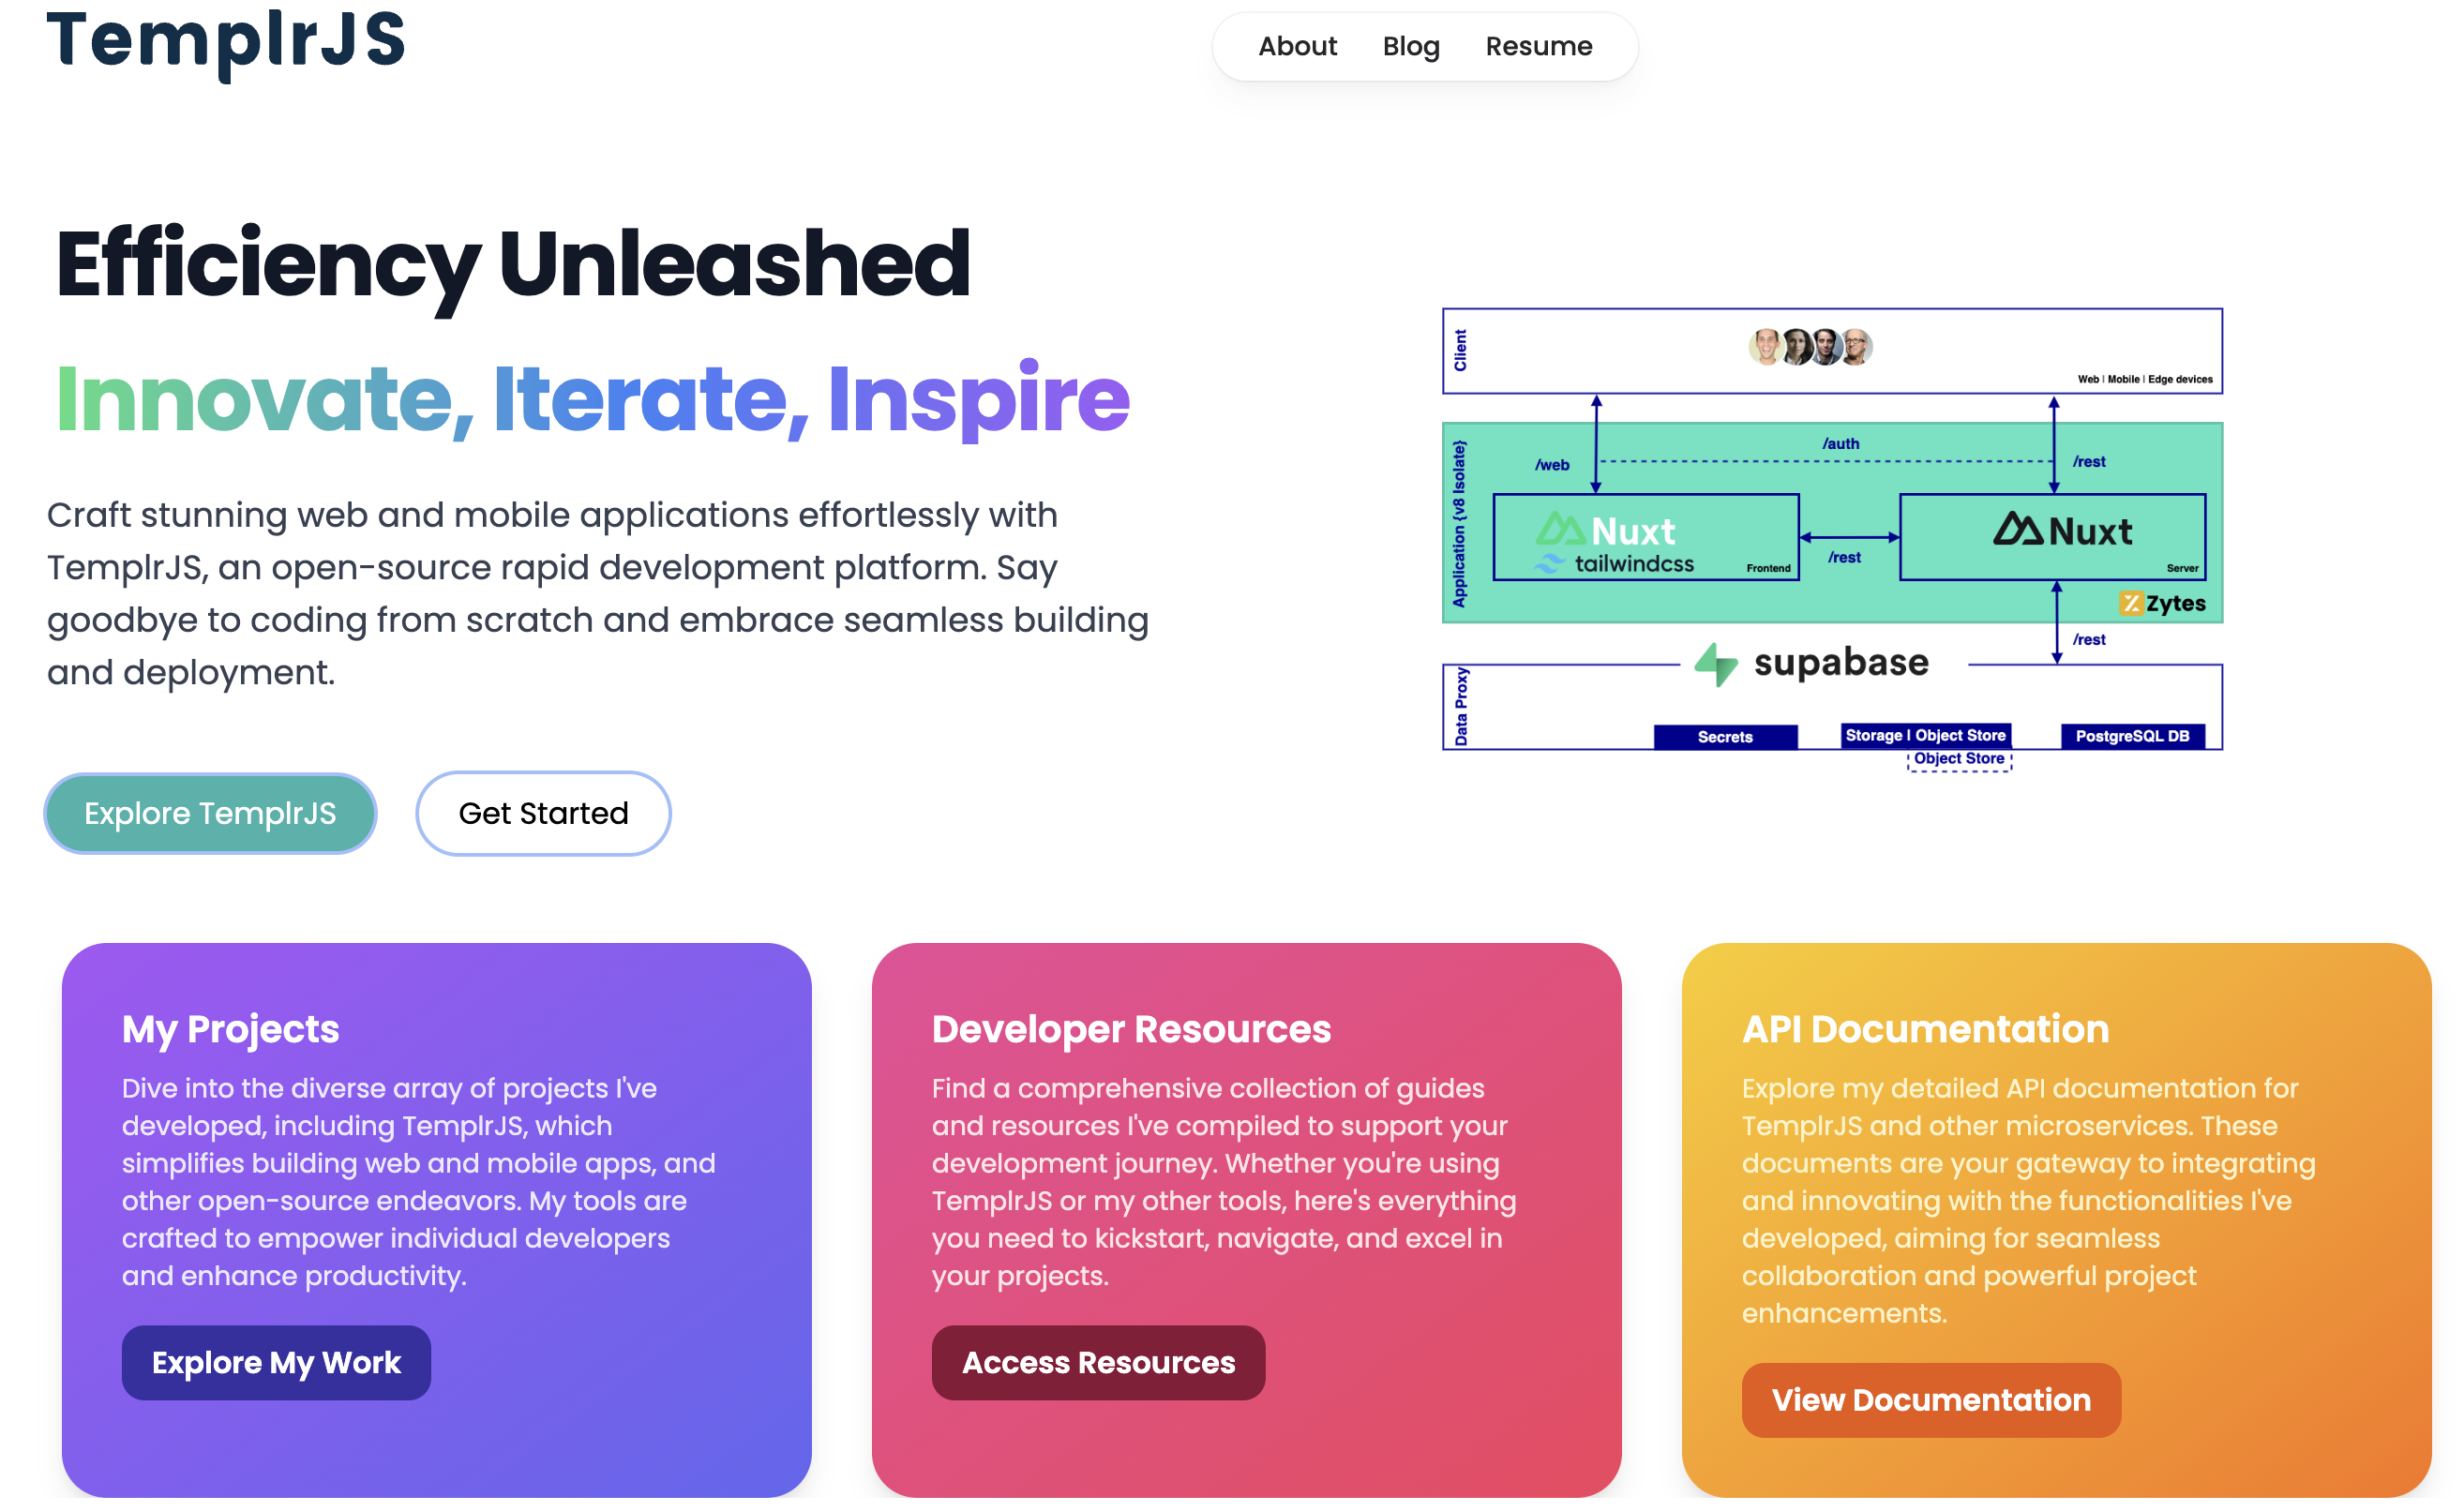 TemplrJS
About
Blog
Resume
Efficiency Unleashed
Innovate, Iterate, Inspire
Craft stunning web and mobile applications effortlessly with
TemplrJS, an open-source rapid development platform. Say
goodbye to coding from scratch and embrace seamless building
and deployment.
Explore TemplrJS
Get Started
Client
Web | Mobile | Edge devices
Application {v8 Isolate}
/auth
/web
/rest
Nuxt
tailwindcss
Frontend
/rest
Nuxt
Server
Zytes
/rest
supabase
Data Proxy
Secrets
Storage | Object Store
PostgreSQL DB
Object Store
My Projects
Dive into the diverse array of projects I've
developed, including TemplrJS, which
simplifies building web and mobile apps, and
other open-source endeavors. My tools are
crafted to empower individual developers
and enhance productivity.
Explore My Work
Developer Resources
Find a comprehensive collection of guides
and resources I've compiled to support your
development journey. Whether you're using
TemplrJS or my other tools, here's everything
you need to kickstart, navigate, and excel in
your projects.
Access Resources
API Documentation
Explore my detailed API documentation for
TemplrJS and other microservices. These
documents are your gateway to integrating
and innovating with the functionalities I've
developed, aiming for seamless
collaboration and powerful project
enhancements.
View Documentation